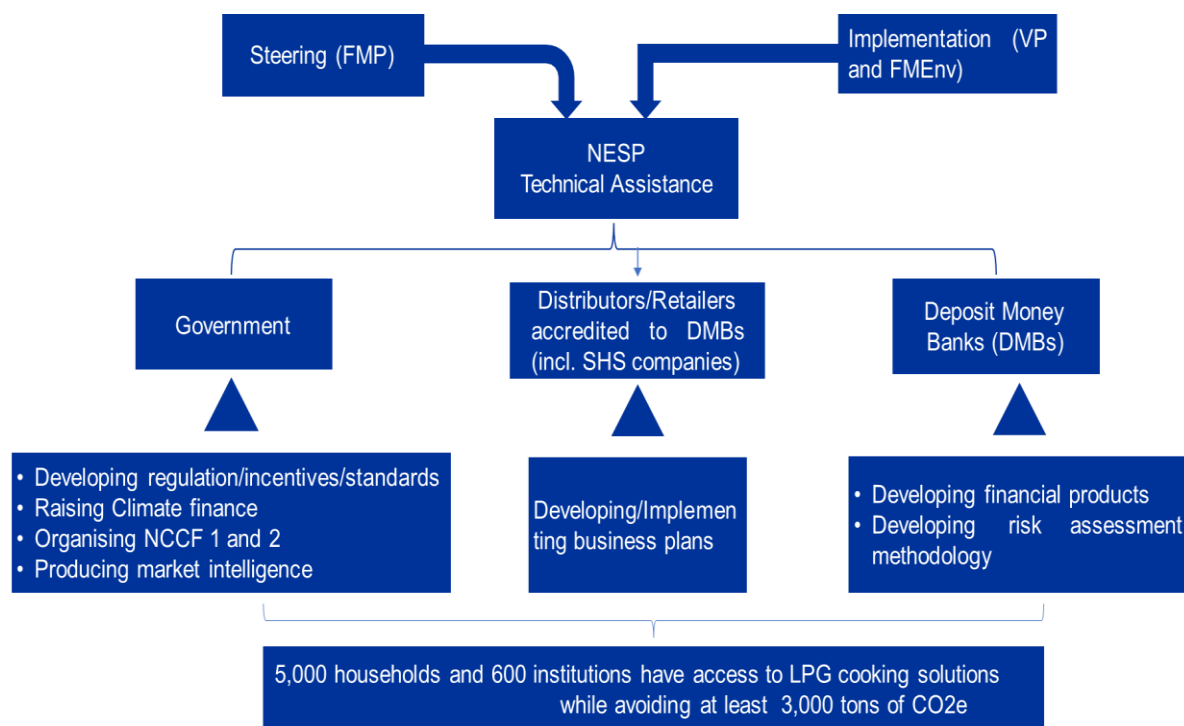 Steering (FMP)
Implementation (VP
and FMEnv)
NESP
Technical Assistance
Government
Distributors/Retailers
accredited to DMBs
(incl. SHS companies)
Deposit Money
Banks (DMBs)
• Developing regulation/incentives/standards
• Raising Climate finance
• Organising NCCF 1 and 2
• Producing market intelligence
Developing/Implemen
ting business plans
• Developing financial products
• Developing risk assessment
methodology
5,000 households and 600 institutions have access to LPG cooking solutions
while avoiding at least 3,000 tons of CO2e